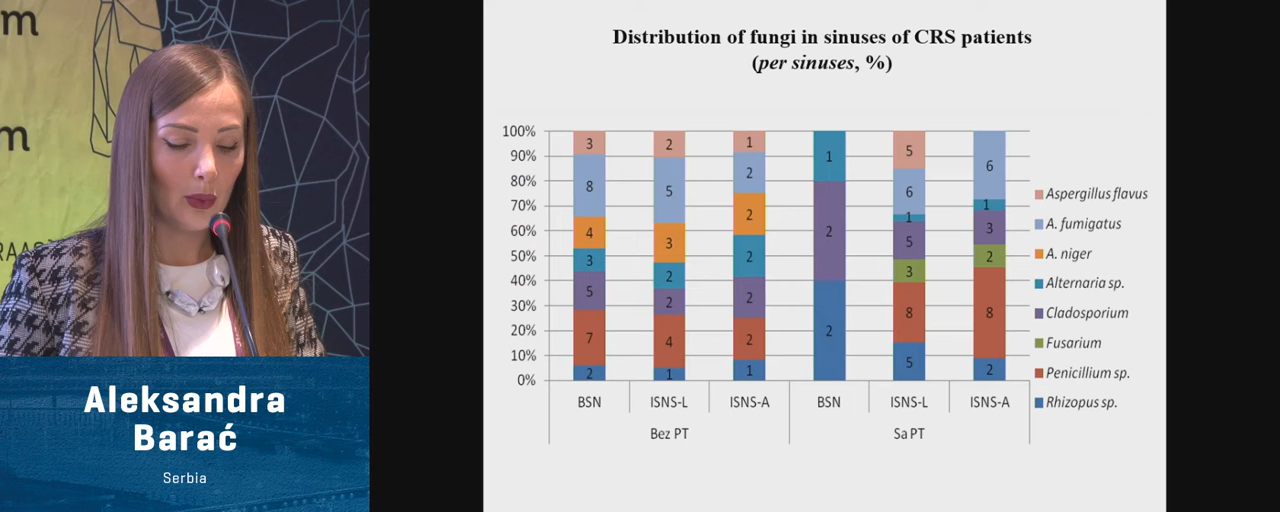 m
m
RAAS
Aleksandra
Barać
Serbia
Distribution of fungi in sinuses of CRS patients
(per sinuses, %)
100%
90%
80%
70%
60%
50%
40%
30%
20%
10%
0%
3
8
4
3
5
7
2
2
5
3
2
2
4
1
1
2
2
2
2
2
1
1
2
2
5
6
1
5
3
8
5
6
1
3
2
8
2
BSN
ISNS-L
ISNS-A
BSN
ISNS-L
ISNS-A
Bez PT
Sa PT
Aspergillus flavus
A. fumigatus
A. niger
Alternaria sp.
Cladosporium
Fusarium
Penicillium sp.
Rhizopus sp.